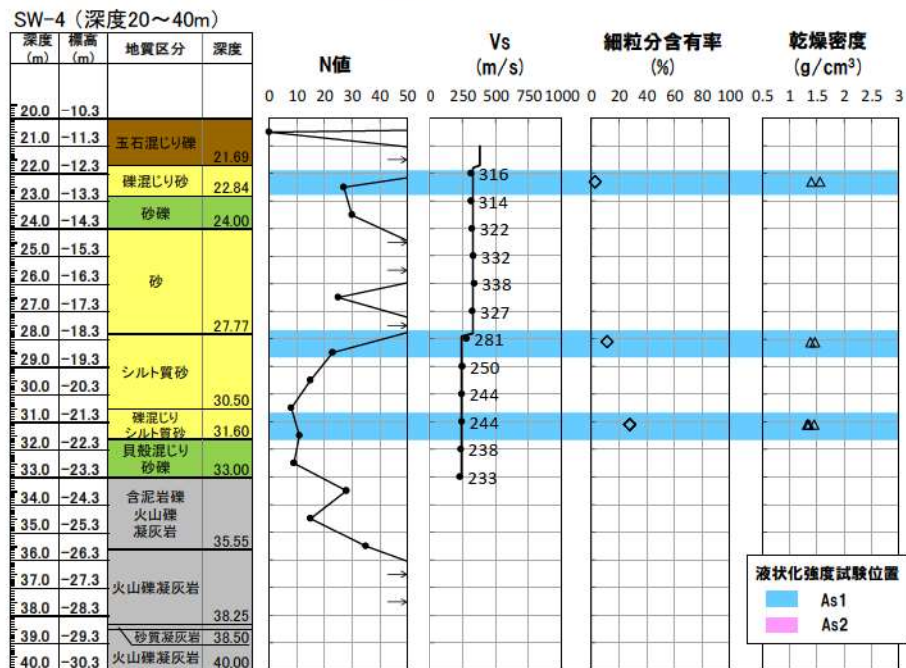 SW-4（深度20～40m）
深度
(m)
標高
(m)
地質区分
深度
N値
Vs
(m/s)
細粒分含有率
(%)
乾燥密度
(g/cm³)
0 10 20 30 40 50
0 250 500 750 1000
0 20 40 60 80 100
0.5 1 1.5 2 2.5 3
20.0 -10.3
21.0 -11.3
22.0 -12.3
23.0 -13.3
24.0 -14.3
25.0 -15.3
26.0 -16.3
27.0 -17.3
28.0 -18.3
29.0 -19.3
30.0 -20.3
31.0 -21.3
32.0 -22.3
33.0 -23.3
34.0 -24.3
35.0 -25.3
36.0 -26.3
37.0 -27.3
38.0 -28.3
39.0 -29.3
40.0 -30.3
玉石混じり礫
21.69
礫混じり砂
22.84
砂礫
24.00
砂
27.77
シルト質砂
30.50
礫混じり
シルト質砂
31.60
貝殻混じり
砂礫
33.00
含泥岩礫
火山礫
凝灰岩
35.55
火山礫凝灰岩
38.25
砂質凝灰岩
38.50
火山礫凝灰岩
40.00
316
314
322
332
338
327
281
250
244
244
238
233
液状化強度試験位置
As1
As2